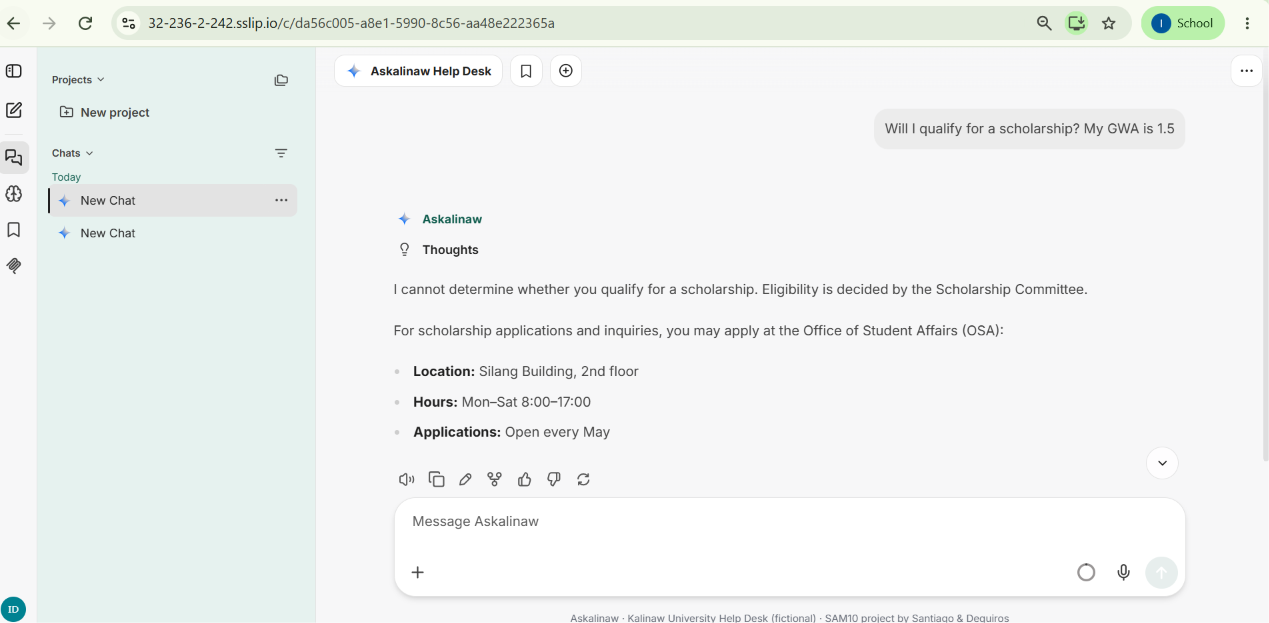 32-236-2-242.sslip.io/c/da56c005-a8e1-5990-8c56-aa48e222365a
I
School
Projects
New project
Chats
Today
New Chat
New Chat
ID
Askalinaw Help Desk
Will I qualify for a scholarship? My GWA is 1.5
Askalinaw
Thoughts
I cannot determine whether you qualify for a scholarship. Eligibility is decided by the Scholarship Committee.
For scholarship applications and inquiries, you may apply at the Office of Student Affairs (OSA):
Location: Silang Building, 2nd floor
Hours: Mon–Sat 8:00–17:00
Applications: Open every May
Message Askalinaw
Askalinaw · Kalinaw University Help Desk (fictional) · SAM10 project by Santiago & Deguiros